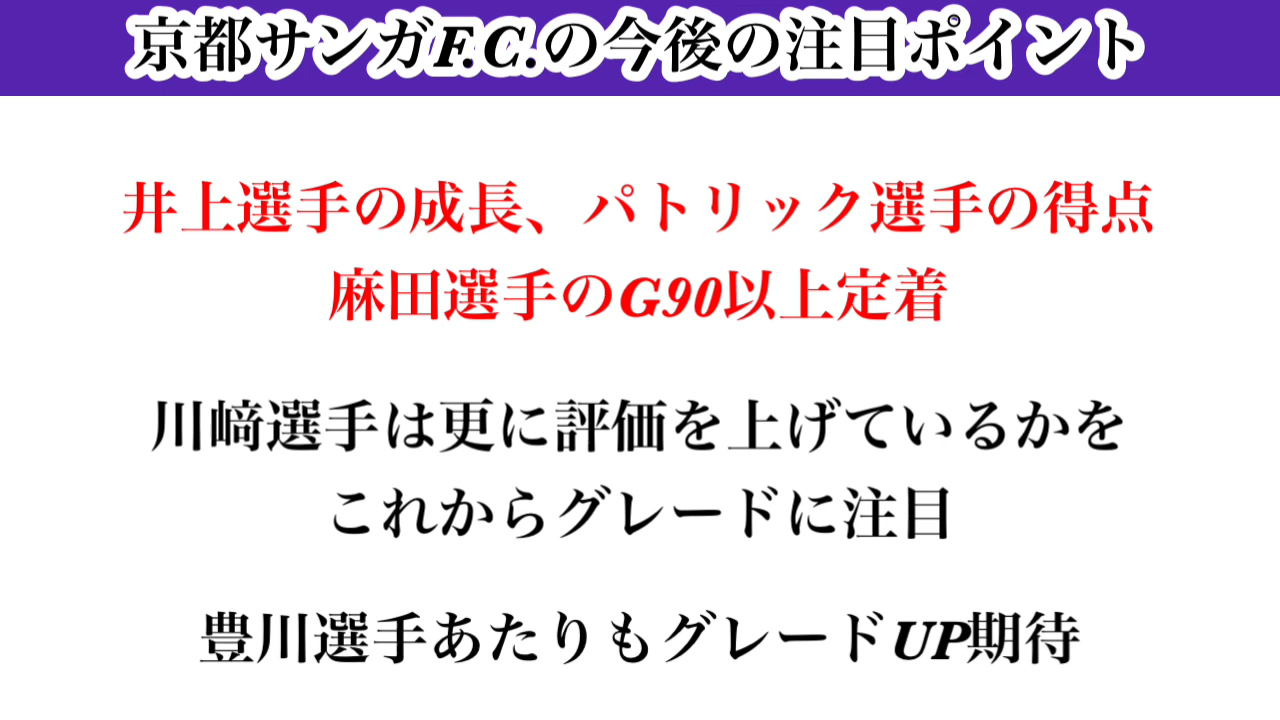 京都サンガF.C.の今後の注目ポイント
井上選手の成長、パトリック選手の得点
麻田選手のG90以上定着
川﨑選手は更に評価を上げているかを
これからグレードに注目
豊川選手あたりもグレードUP期待